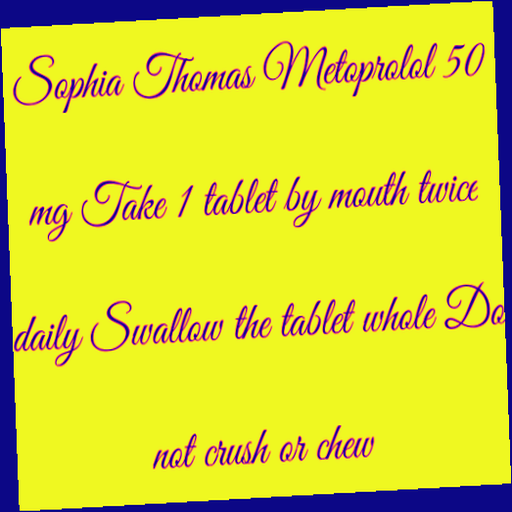 Sophia Thomas Metoprolol 50
mg Take 1 tablet by mouth twice
daily Swallow the tablet whole Do
not crush or chew